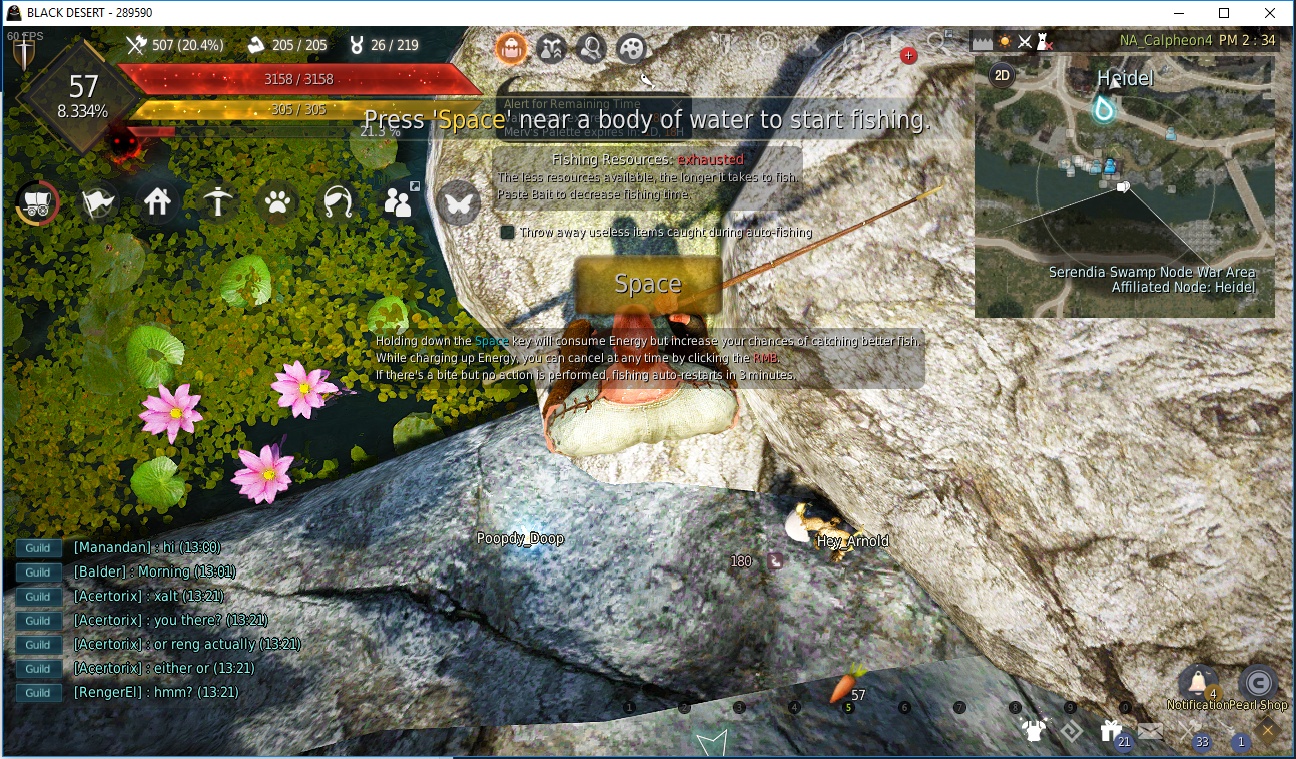 BLACK DESERT - 289590
60 FPS
507 (20.4%)
205 / 205
26 / 219
NA_Calpheon4 PM 2 : 34
57
8.334%
3158 / 3158
305 / 305
21.3 %
2D
Heidel
Alert for Remaining Time
Merv's Palette expires in
Press 'Space' near a body of water to start fishing.
Fishing Resources: exhausted
The less resources available, the longer it takes to fish.
Paste Bait to decrease fishing time.
Throw away useless items caught during auto-fishing
Space
Serendia Swamp Node War Area
Affiliated Node: Heidel
Holding down the Space key will consume Energy but increase your chances of catching better fish.
While charging up Energy, you can cancel at any time by clicking the RMB.
If there's a bite but no action is performed, fishing auto-restarts in 3 minutes.
Poopdy_Doop
Hey_Arnold
180
Guild [Manandan] : hi (13:00)
Guild [Balder] : Morning (13:01)
Guild [Acertorix] : xalt (13:21)
Guild [Acertorix] : you there? (13:21)
Guild [Acertorix] : or reng actually (13:21)
Guild [Acertorix] : either or (13:21)
Guild [RengerEl] : hmm? (13:21)
57
1 2 3 4 5 6 7 8 9 0
4
Notification Pearl Shop
21 33 1